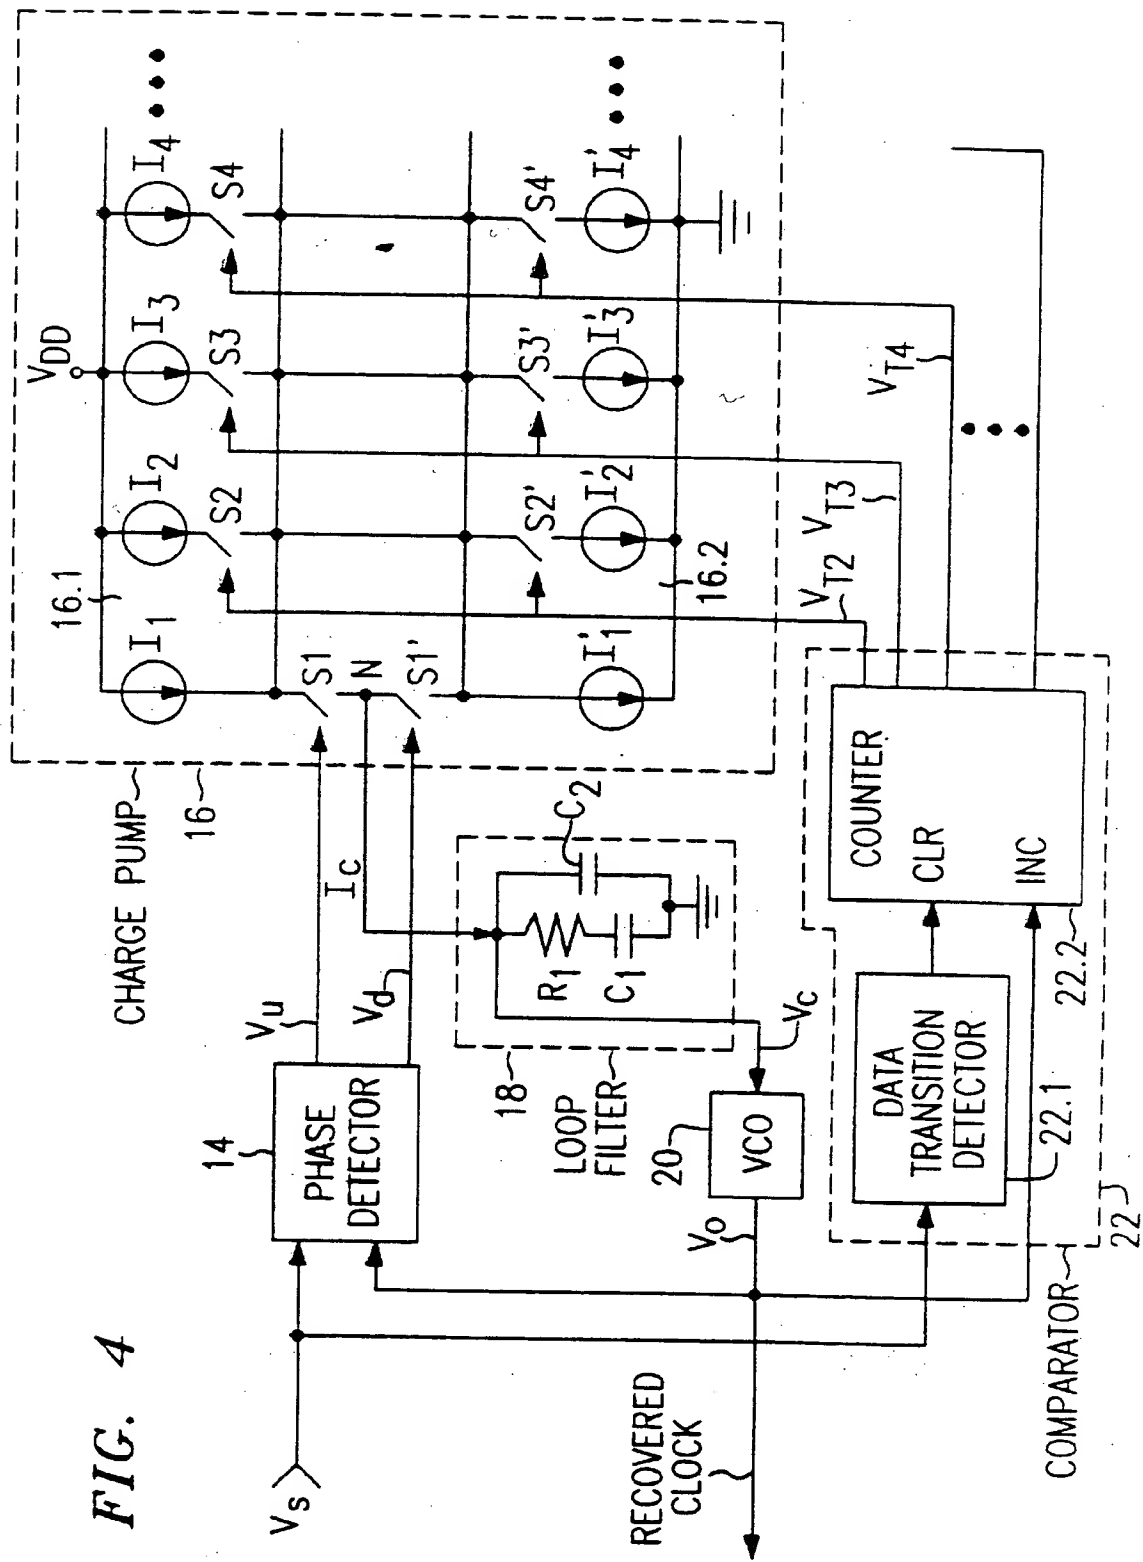 FIG. 4
CHARGE PUMP
16
16.1
V_DD
I_1
I_2
I_3
I_4
S1
S2
S3
S4
N
S1'
S2'
S3'
S4'
I'_1
I'_2
I'_3
I'_4
16.2
V_S
14
PHASE
DETECTOR
V_u
V_d
I_C
18
LOOP
FILTER
R_1
C_1
C_2
V_C
20
VCO
V_O
RECOVERED
CLOCK
COMPARATOR
22
DATA
TRANSITION
DETECTOR
22.1
COUNTER
CLR
INC
22.2
V_T2
V_T3
V_T4